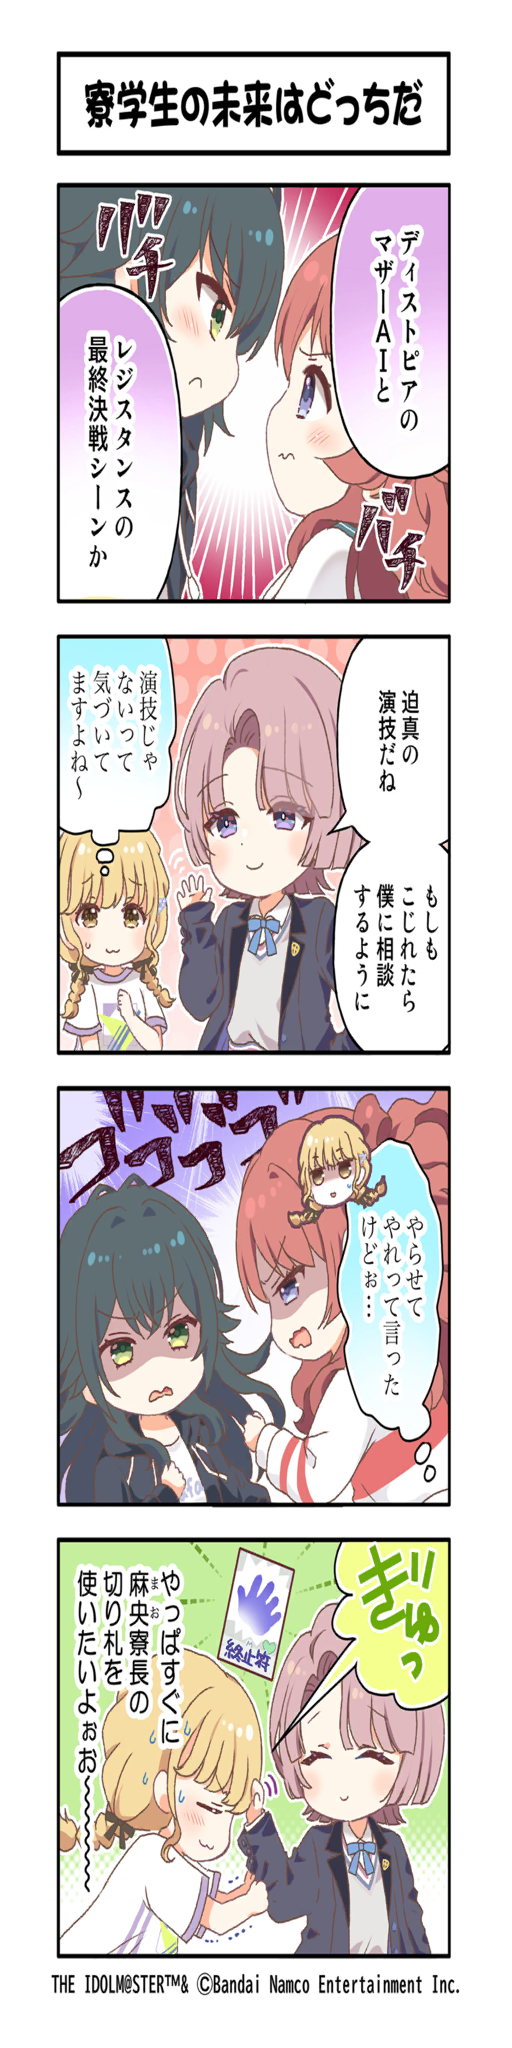 寮学生の未来はどっちだ
ディストピアの
マザーAIと
バチ
レジスタンスの
最終決戦シーンか
バチ
迫真の
演技だね
もしも
こじれたら
僕に相談
するように
演技じゃ
ないって
気づいて
ますよね～
ゴゴゴゴ
やらせて
やれって言った
けどぉ…
ぎゅっ
終止符
やっぱすぐに
麻央寮長の
まお
切り札を
使いたいよぉお～～～～
THE IDOLM@STER™& ©Bandai Namco Entertainment Inc.